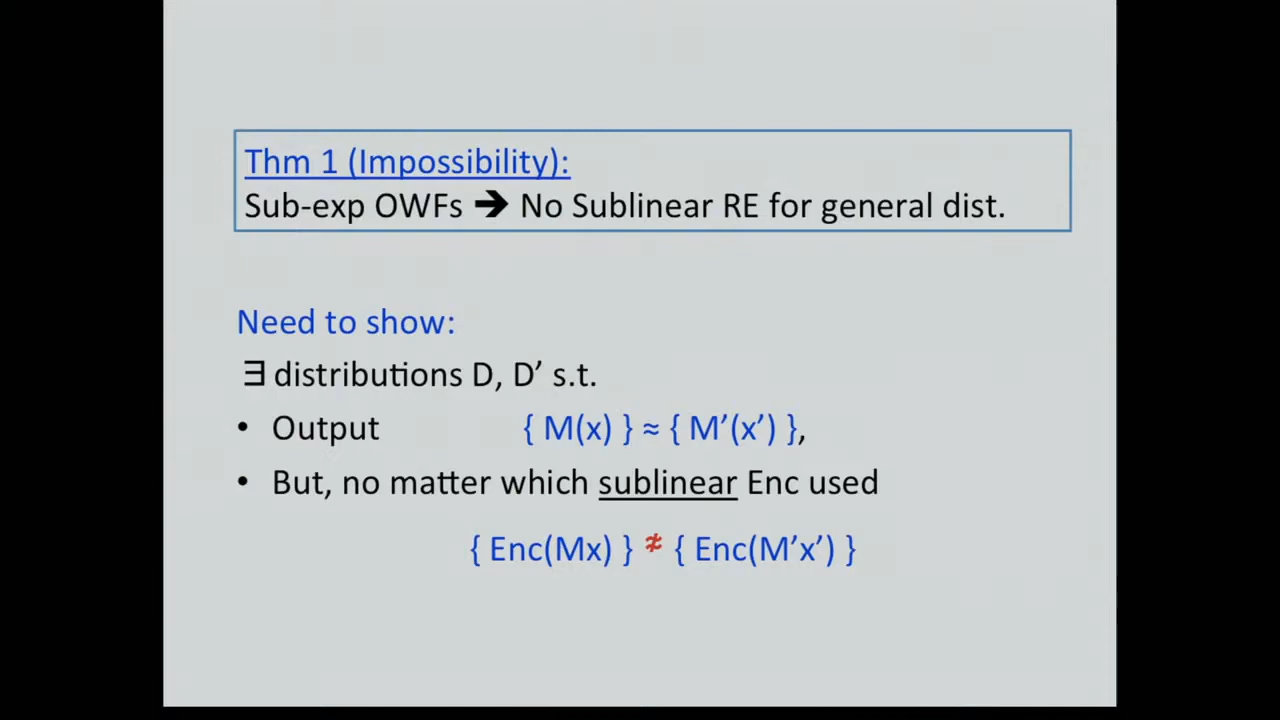 Thm 1 (Impossibility):
Sub-exp OWFs ➔ No Sublinear RE for general dist.
Need to show:
∃ distributions D, D’ s.t.
• Output { M(x) } ≈ { M’(x’) },
• But, no matter which sublinear Enc used
{ Enc(Mx) } ≉ { Enc(M’x’) }